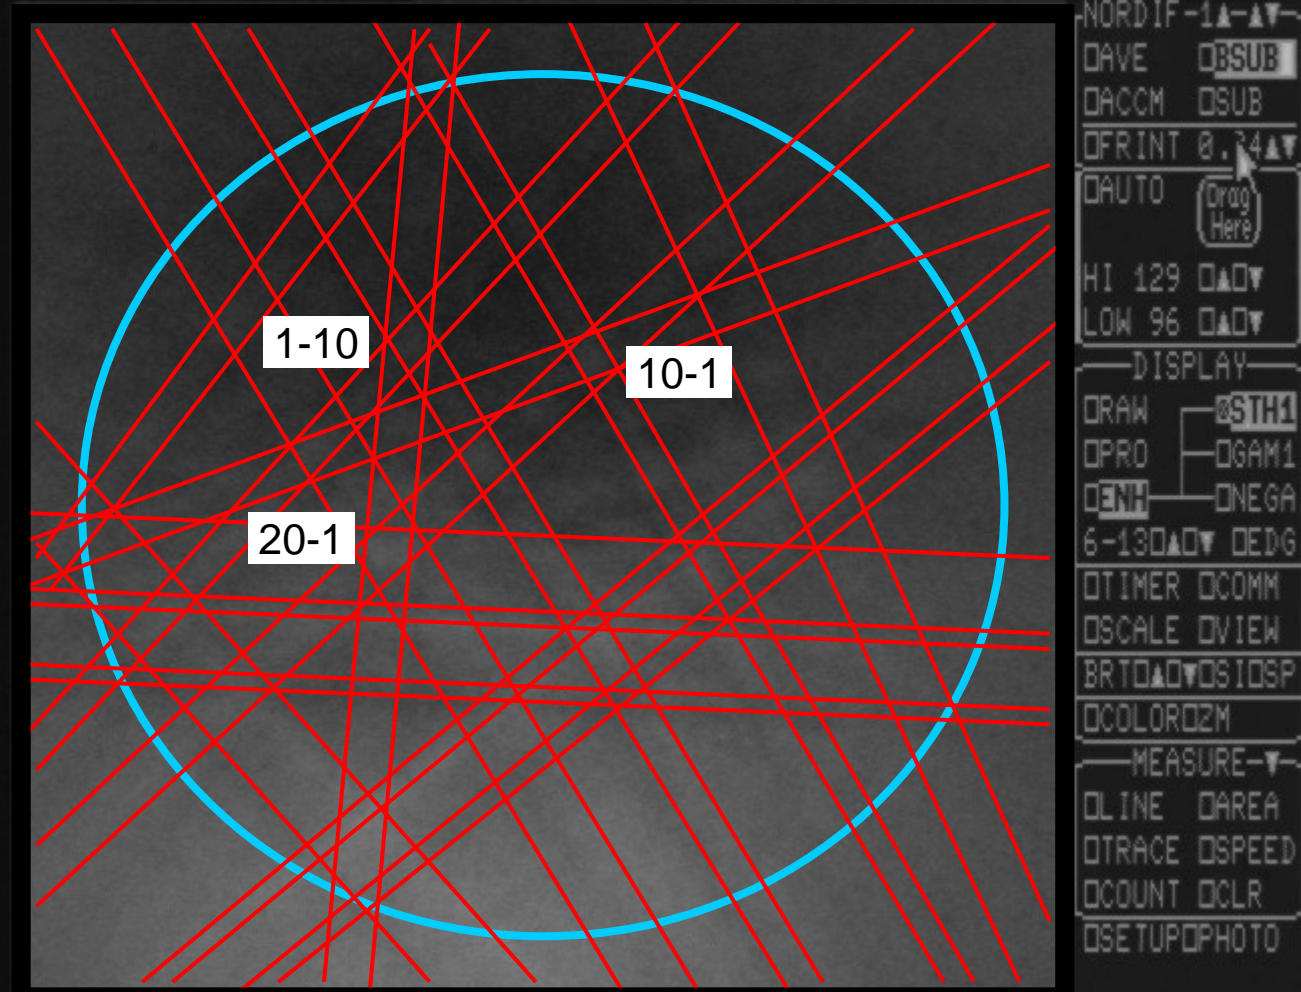 1-10
10-1
20-1
NORDIF-1▲-▲▼-
□AVE □BSUB
□ACCM □SUB
□FRINT 0.34▲▼
□AUTO
Drag
Here
HI 129 □▲□▼
LOW 96 □▲□▼
DISPLAY
□RAW ⊠STH1
□PRO □GAM1
□ENH □NEGA
6-13□▲□▼ □EDG
□TIMER □COMM
□SCALE □VIEW
BRT□▲□▼□SI□SP
□COLOR□ZM
MEASURE-▼-
□LINE □AREA
□TRACE □SPEED
□COUNT □CLR
□SETUP□PHOTO